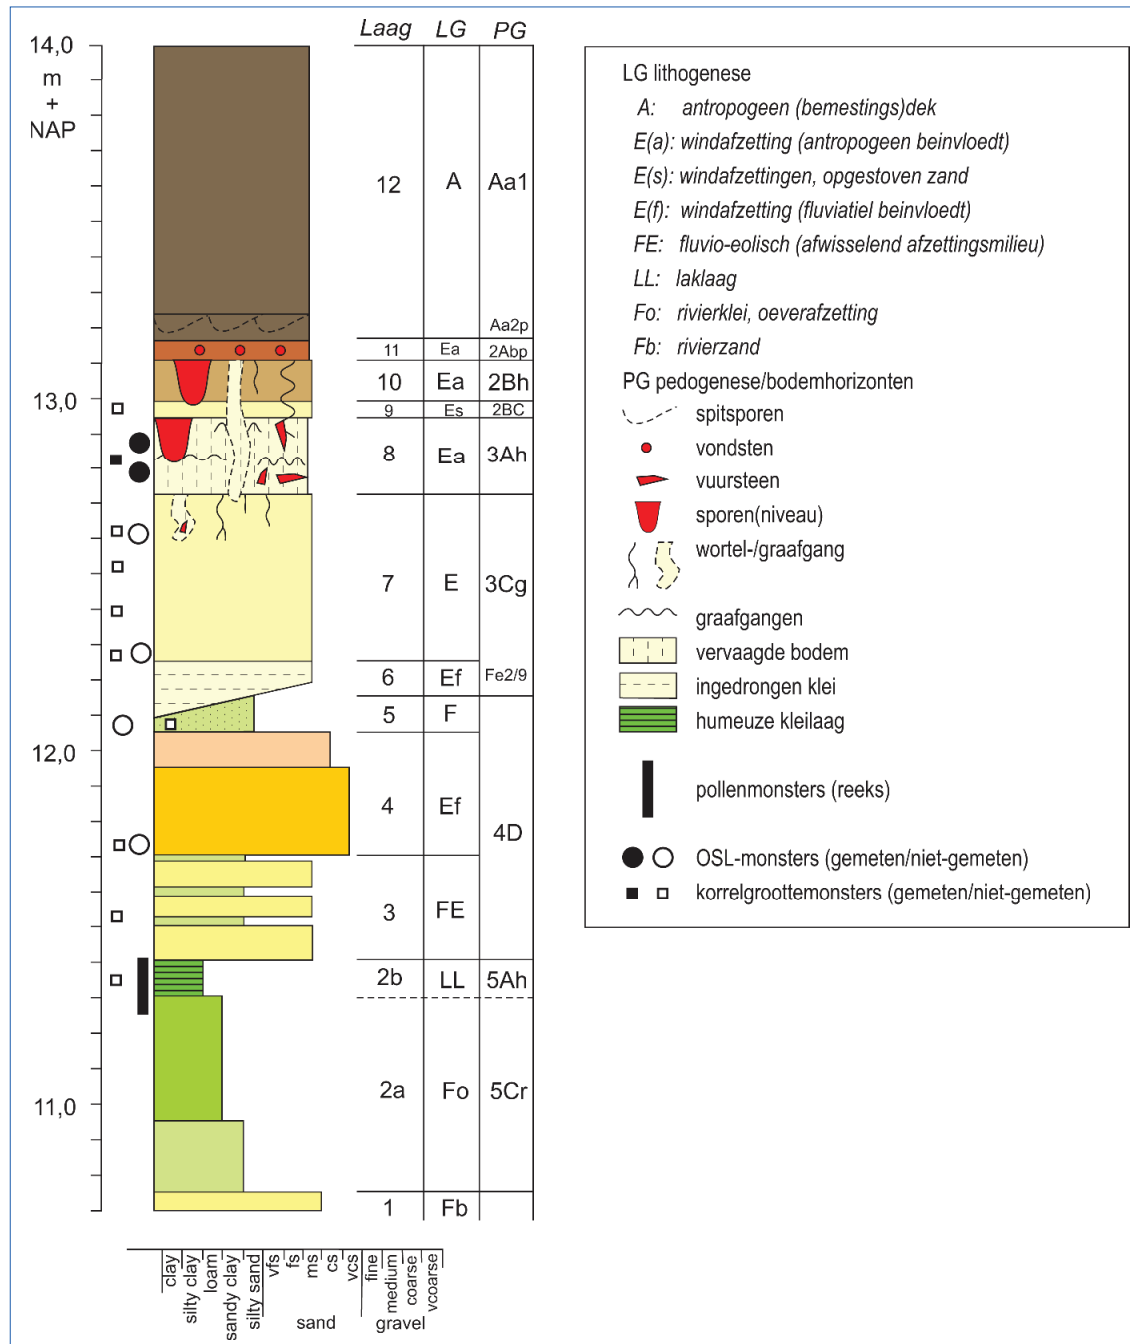 Laag LG PG
14,0
m
+
NAP
12 A Aa1
Aa2p
11 Ea 2Abp
10 Ea 2Bh
13,0
9 Es 2BC
8 Ea 3Ah
7 E 3Cg
6 Ef Fe2/9
5 F
12,0
4 Ef
4D
3 FE
2b LL 5Ah
2a Fo 5Cr
11,0
1 Fb
clay
silty clay
loam
sandy clay
silty sand
vfs
fs
ms
cs
vcs
fine
medium
coarse
vcoarse
sand gravel
LG lithogenese
A: antropogeen (bemestings)dek
E(a): windafzetting (antropogeen beinvloedt)
E(s): windafzettingen, opgestoven zand
E(f): windafzetting (fluviatiel beinvloedt)
FE: fluvio-eolisch (afwisselend afzettingsmilieu)
LL: laklaag
Fo: rivierklei, oeverafzetting
Fb: rivierzand
PG pedogenese/bodemhorizonten
spitsporen
vondsten
vuursteen
sporen(niveau)
wortel-/graafgang
graafgangen
vervaagde bodem
ingedrongen klei
humeuze kleilaag
pollenmonsters (reeks)
OSL-monsters (gemeten/niet-gemeten)
korrelgroottemonsters (gemeten/niet-gemeten)